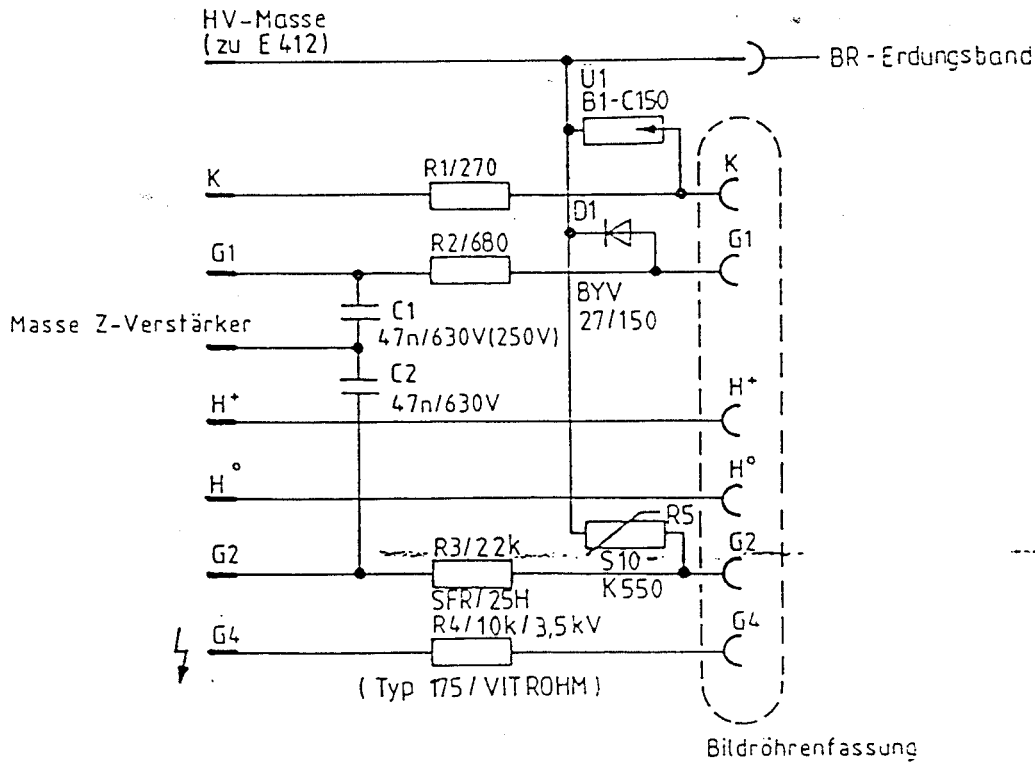 HV-Masse
(zu E412)
BR-Erdungsband
Ü1
B1-C150
K
R1/270
K
D1
G1
R2/680
G1
BYV
27/150
C1
47n/630V(250V)
Masse Z-Verstärker
C2
47n/630V
H+
H+
H°
H°
R5
G2
R3/22k
S10-
K550
G2
SFR/25H
G4
R4/10k/3,5kV
G4
(Typ 175/VITROHM)
Bildröhrenfassung